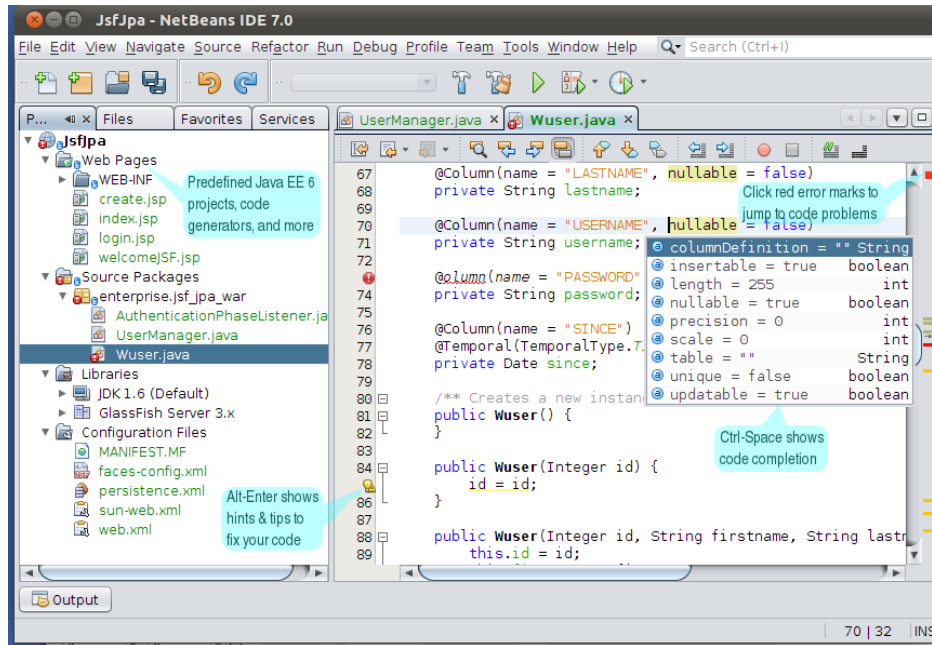 JsfJpa - NetBeans IDE 7.0
File Edit View Navigate Source Refactor Run Debug Profile Team Tools Window Help Search (Ctrl+I)
P... Files Favorites Services
UserManager.java Wuser.java
JsfJpa
Web Pages
WEB-INF
create.jsp
index.jsp
login.jsp
welcomeJSF.jsp
Source Packages
enterprise.jsf_jpa_war
AuthenticationPhaseListener.ja
UserManager.java
Wuser.java
Libraries
JDK 1.6 (Default)
GlassFish Server 3.x
Configuration Files
MANIFEST.MF
faces-config.xml
persistence.xml
sun-web.xml
web.xml
Predefined Java EE 6
projects, code
generators, and more
Alt-Enter shows
hints & tips to
fix your code
67 @Column(name = "LASTNAME", nullable = false)
68 private String lastname;
69
70 @Column(name = "USERNAME", nullable = false)
71 private String username;
72
@olumn(name = "PASSWORD"
74 private String password;
75
76 @Column(name = "SINCE")
77 @Temporal(TemporalType.T
78 private Date since;
79
80 /** Creates a new instan
81 public Wuser() {
82 }
83
84 public Wuser(Integer id) {
id = id;
86 }
87
88 public Wuser(Integer id, String firstname, String lastn
89 this.id = id;
Click red error marks to
jump to code problems
columnDefinition = "" String
insertable = true boolean
length = 255 int
nullable = true boolean
precision = 0 int
scale = 0 int
table = "" String
unique = false boolean
updatable = true boolean
Ctrl-Space shows
code completion
Output
70 | 32 INS